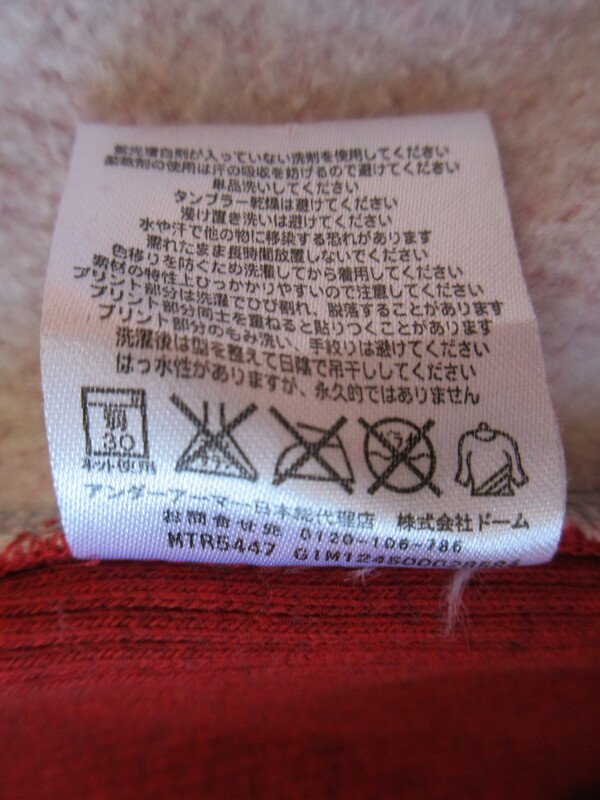 蛍光増白剤が入っていない洗剤を使用してください
柔軟剤の使用は汗の吸収を妨げるので避けてください
単品洗いしてください
タンブラー乾燥は避けてください
浸け置き洗いは避けてください
水や汗で他の物に移染する恐れがあります
濡れたまま長時間放置しないでください
色移りを防ぐため洗濯してから着用してください
素材の特性上ひっかかりやすいので注意してください
プリント部分は洗濯でひび割れ、脱落することがあります
プリント部分同士を重ねると貼りつくことがあります
プリント部分のもみ洗い、手絞りは避けてください
洗濯後は形を整えて日陰で吊干ししてください
はっ水性がありますが、永久的ではありません
弱
30
ネット使用
エンソ
サラシ
ドライ
アンダーアーマー日本総代理店 株式会社ドーム
お問合せ先 0120-106-786
MTR5447